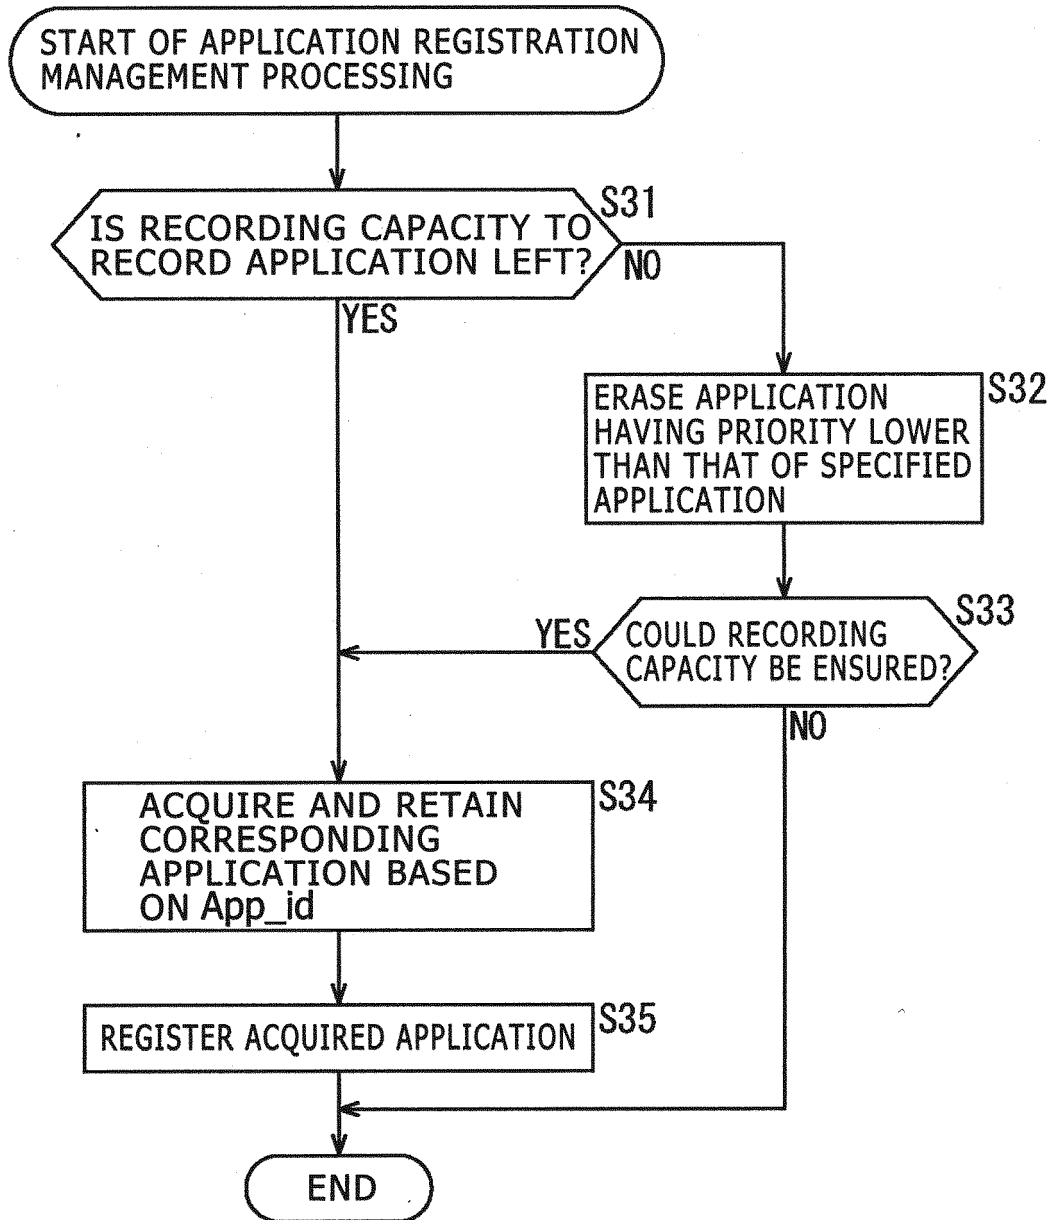 START OF APPLICATION REGISTRATION
MANAGEMENT PROCESSING
S31
IS RECORDING CAPACITY TO
RECORD APPLICATION LEFT?
NO
YES
S32
ERASE APPLICATION
HAVING PRIORITY LOWER
THAN THAT OF SPECIFIED
APPLICATION
S33
YES
COULD RECORDING
CAPACITY BE ENSURED?
NO
S34
ACQUIRE AND RETAIN
CORRESPONDING
APPLICATION BASED
ON App_id
S35
REGISTER ACQUIRED APPLICATION
END